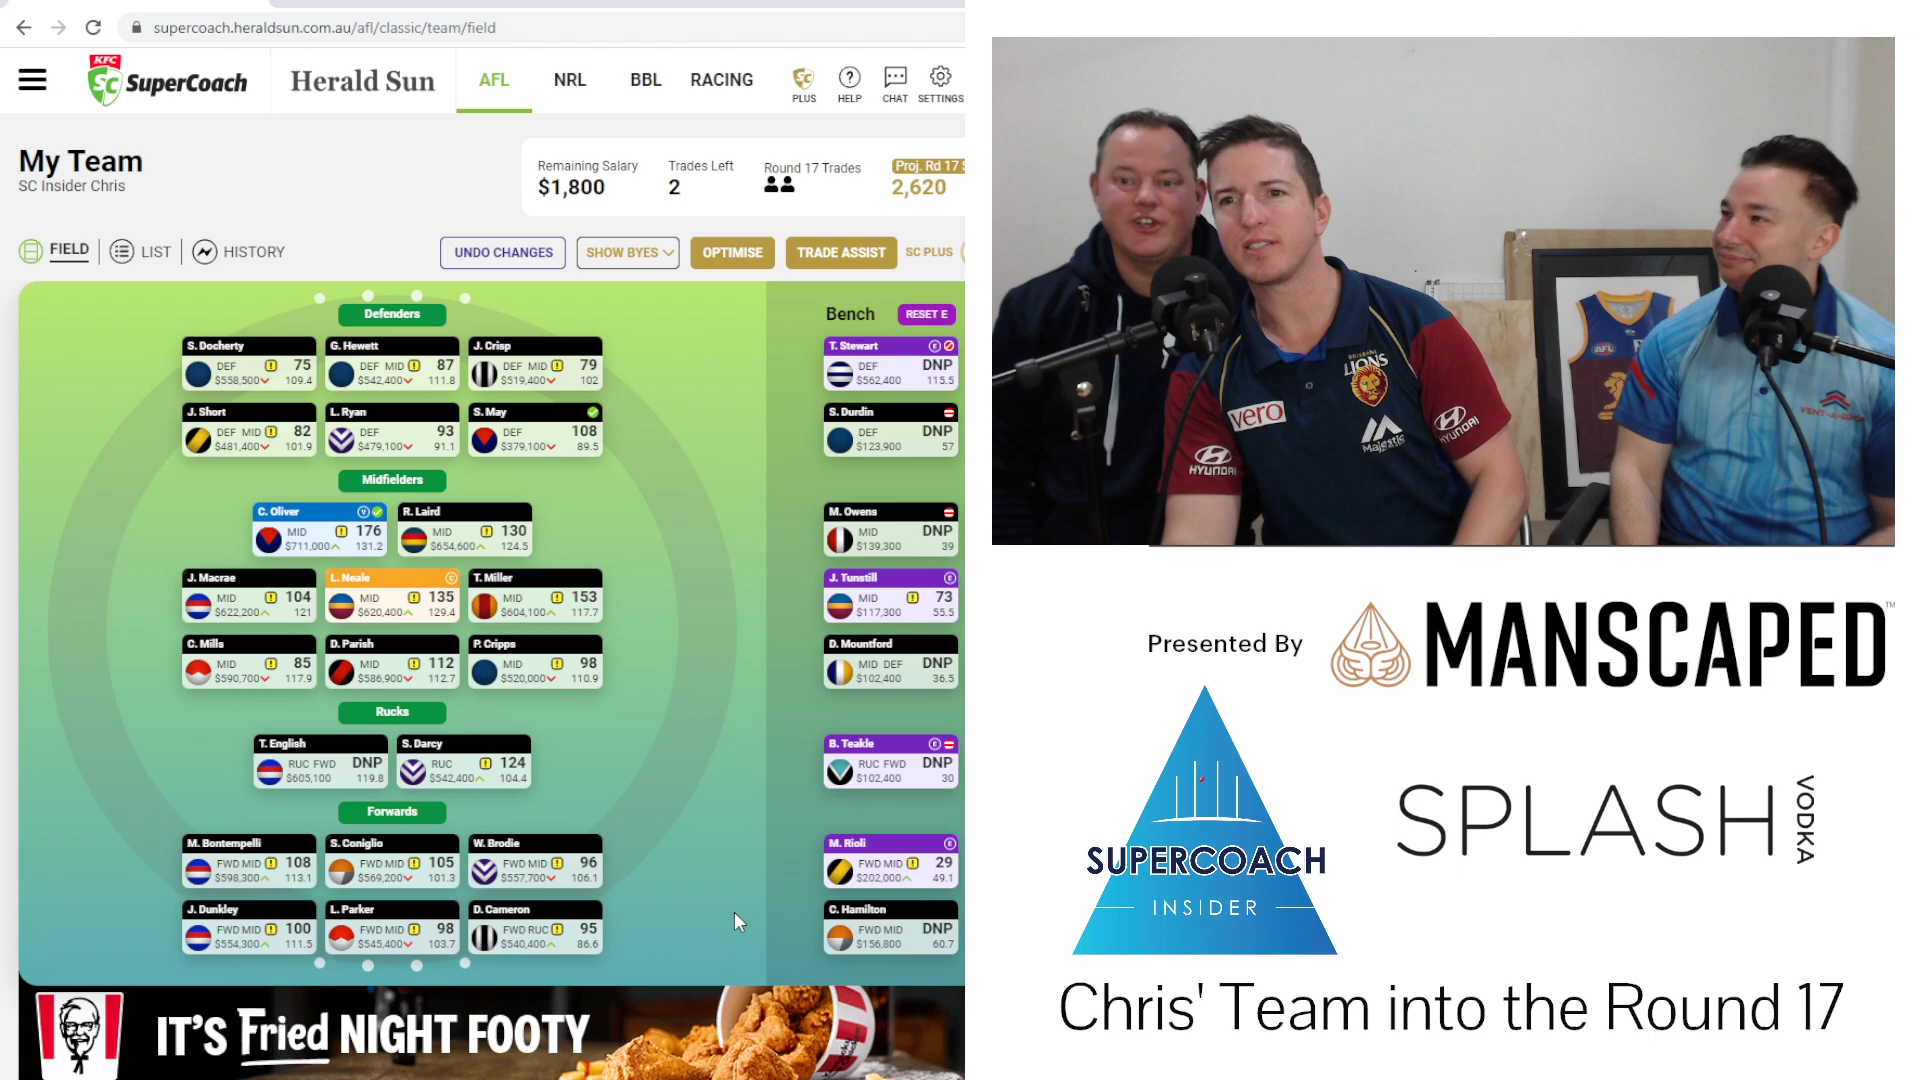 supercoach.heraldsun.com.au/afl/classic/team/field
KFC
SC SuperCoach
Herald Sun
AFL
NRL
BBL
RACING
PLUS
HELP
CHAT
SETTINGS
My Team
SC Insider Chris
Remaining Salary
$1,800
Trades Left
2
Round 17 Trades
Proj. Rd 17 S
2,620
FIELD
LIST
HISTORY
UNDO CHANGES
SHOW BYES
OPTIMISE
TRADE ASSIST
SC PLUS
Defenders
S. Docherty
DEF 75
$558,500 109.4
G. Hewett
DEF MID 87
$542,400 111.8
J. Crisp
DEF MID 79
$519,400 102
J. Short
DEF MID 82
$481,400 101.9
L. Ryan
DEF 93
$479,100 91.1
S. May
DEF 108
$379,100 89.5
Midfielders
C. Oliver V
MID 176
$711,000 131.2
R. Laird
MID 130
$654,600 124.5
J. Macrae
MID 104
$622,200 121
L. Neale C
MID 135
$620,400 129.4
T. Miller
MID 153
$604,100 117.7
C. Mills
MID 85
$590,700 117.9
D. Parish
MID 112
$586,900 112.7
P. Cripps
MID 98
$520,000 110.9
Rucks
T. English
RUC FWD DNP
$605,100 119.8
S. Darcy
RUC 124
$542,400 104.4
Forwards
M. Bontempelli
FWD MID 108
$598,300 113.1
S. Coniglio
FWD MID 105
$569,200 101.3
W. Brodie
FWD MID 96
$557,700 106.1
J. Dunkley
FWD MID 100
$554,300 111.5
L. Parker
FWD MID 98
$545,400 103.7
D. Cameron
FWD RUC 95
$540,400 86.6
Bench
RESET E
T. Stewart E
DEF DNP
$562,400 115.5
S. Durdin
DEF DNP
$123,900 57
M. Owens
MID DNP
$139,300 39
J. Tunstill E
MID 73
$117,300 55.5
D. Mountford
MID DEF DNP
$102,400 36.5
B. Teakle E
RUC FWD DNP
$102,400 30
M. Rioli E
FWD MID 29
$202,000 49.1
C. Hamilton
FWD MID DNP
$156,800 60.7
IT'S Fried NIGHT FOOTY
BRISBANE
LIONS
vero
Majestic
HYUNDAI
HYUNDAI
AFL
Presented By
MANSCAPED™
SUPERCOACH
INSIDER
SPLASH
VODKA
Chris' Team into the Round 17